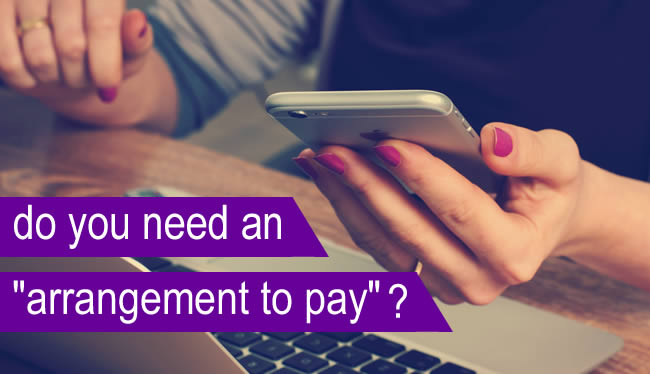 do you need an
"arrangement to pay" ?